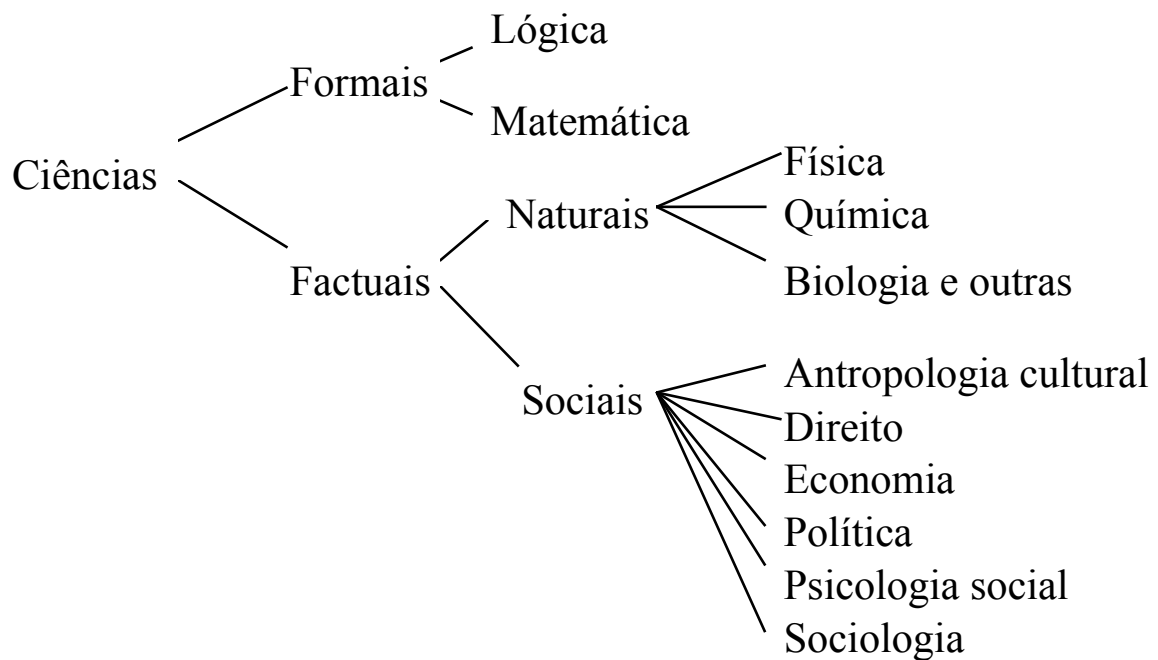 Lógica
Formais
Matemática
Ciências
Física
Naturais
Química
Factuais
Biologia e outras
Antropologia cultural
Sociais
Direito
Economia
Política
Psicologia social
Sociologia